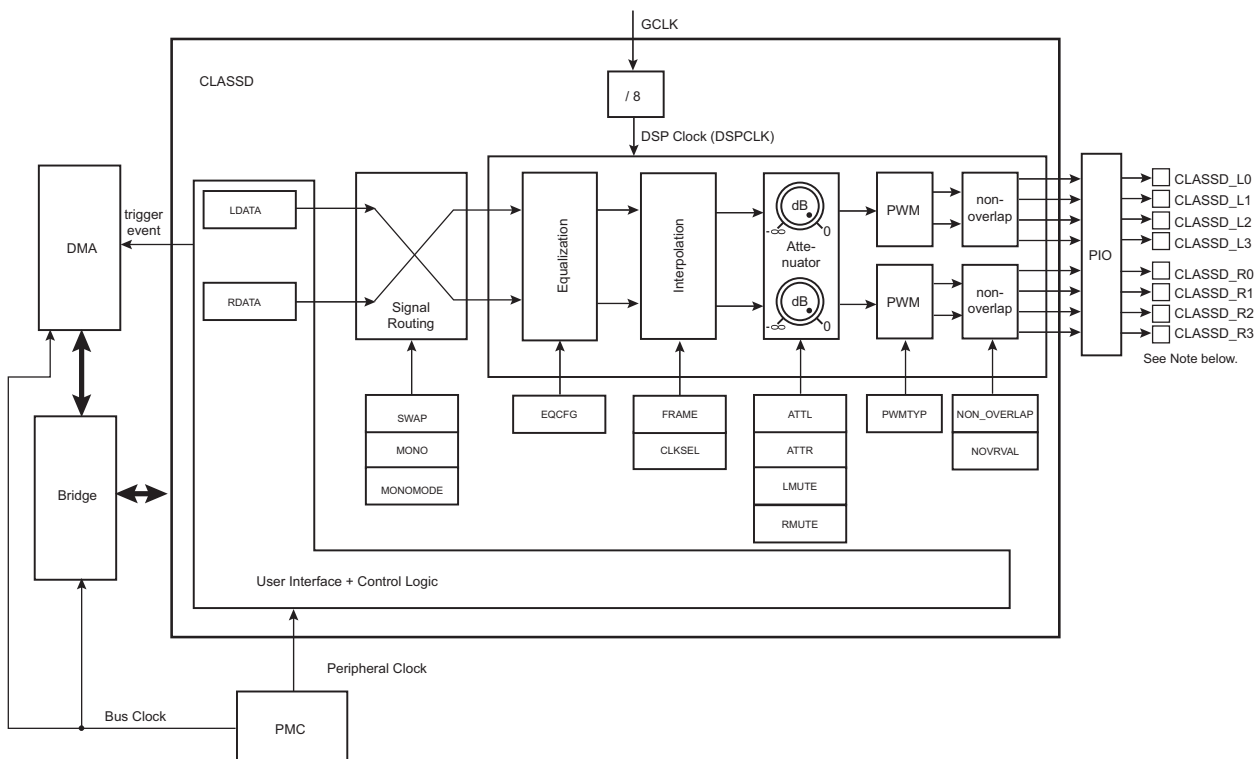 GCLK
CLASSD
/ 8
DSP Clock (DSPCLK)
DMA
trigger
event
LDATA
RDATA
Signal
Routing
Equalization
Interpolation
dB
-∞
0
Atte-
nuator
dB
-∞
0
PWM
PWM
non-
overlap
non-
overlap
PIO
CLASSD_L0
CLASSD_L1
CLASSD_L2
CLASSD_L3
CLASSD_R0
CLASSD_R1
CLASSD_R2
CLASSD_R3
See Note below.
SWAP
MONO
MONOMODE
EQCFG
FRAME
CLKSEL
ATTL
ATTR
LMUTE
RMUTE
PWMTYP
NON_OVERLAP
NOVRVAL
Bridge
User Interface + Control Logic
Peripheral Clock
Bus Clock
PMC